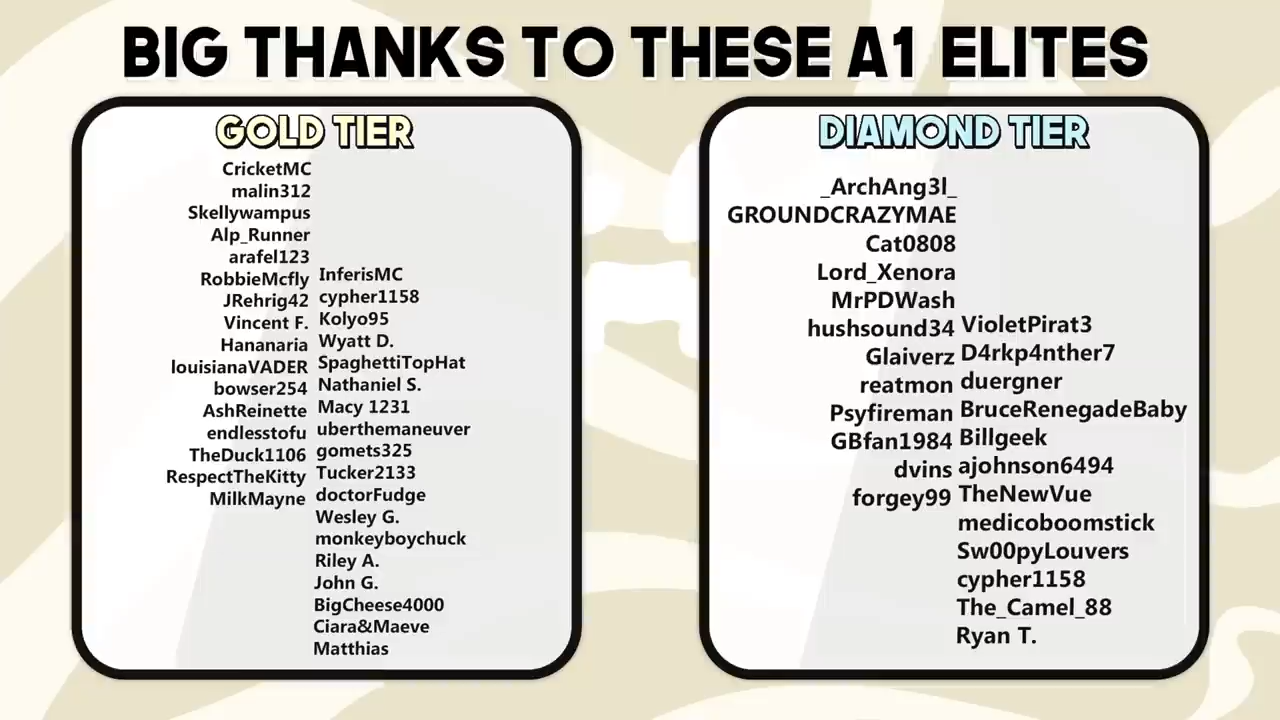 BIG THANKS TO THESE A1 ELITES
GOLD TIER
CricketMC
malin312
Skellywampus
Alp_Runner
arafel123
RobbieMcfly
JRehrig42
Vincent F.
Hananaria
louisianaVADER
bowser254
AshReinette
endlesstofu
TheDuck1106
RespectTheKitty
MilkMayne
InferisMC
cypher1158
Kolyo95
Wyatt D.
SpaghettiTopHat
Nathaniel S.
Macy 1231
uberthemaneuver
gomets325
Tucker2133
doctorFudge
Wesley G.
monkeyboychuck
Riley A.
John G.
BigCheese4000
Ciara&Maeve
Matthias
DIAMOND TIER
_ArchAng3l_
GROUNDCRAZYMAE
Cat0808
Lord_Xenora
MrPDWash
hushsound34
Glaiverz
reatmon
Psyfireman
GBfan1984
dvins
forgey99
VioletPirat3
D4rkp4nther7
duergner
BruceRenegadeBaby
Billgeek
ajohnson6494
TheNewVue
medicoboomstick
Sw00pyLouvers
cypher1158
The_Camel_88
Ryan T.